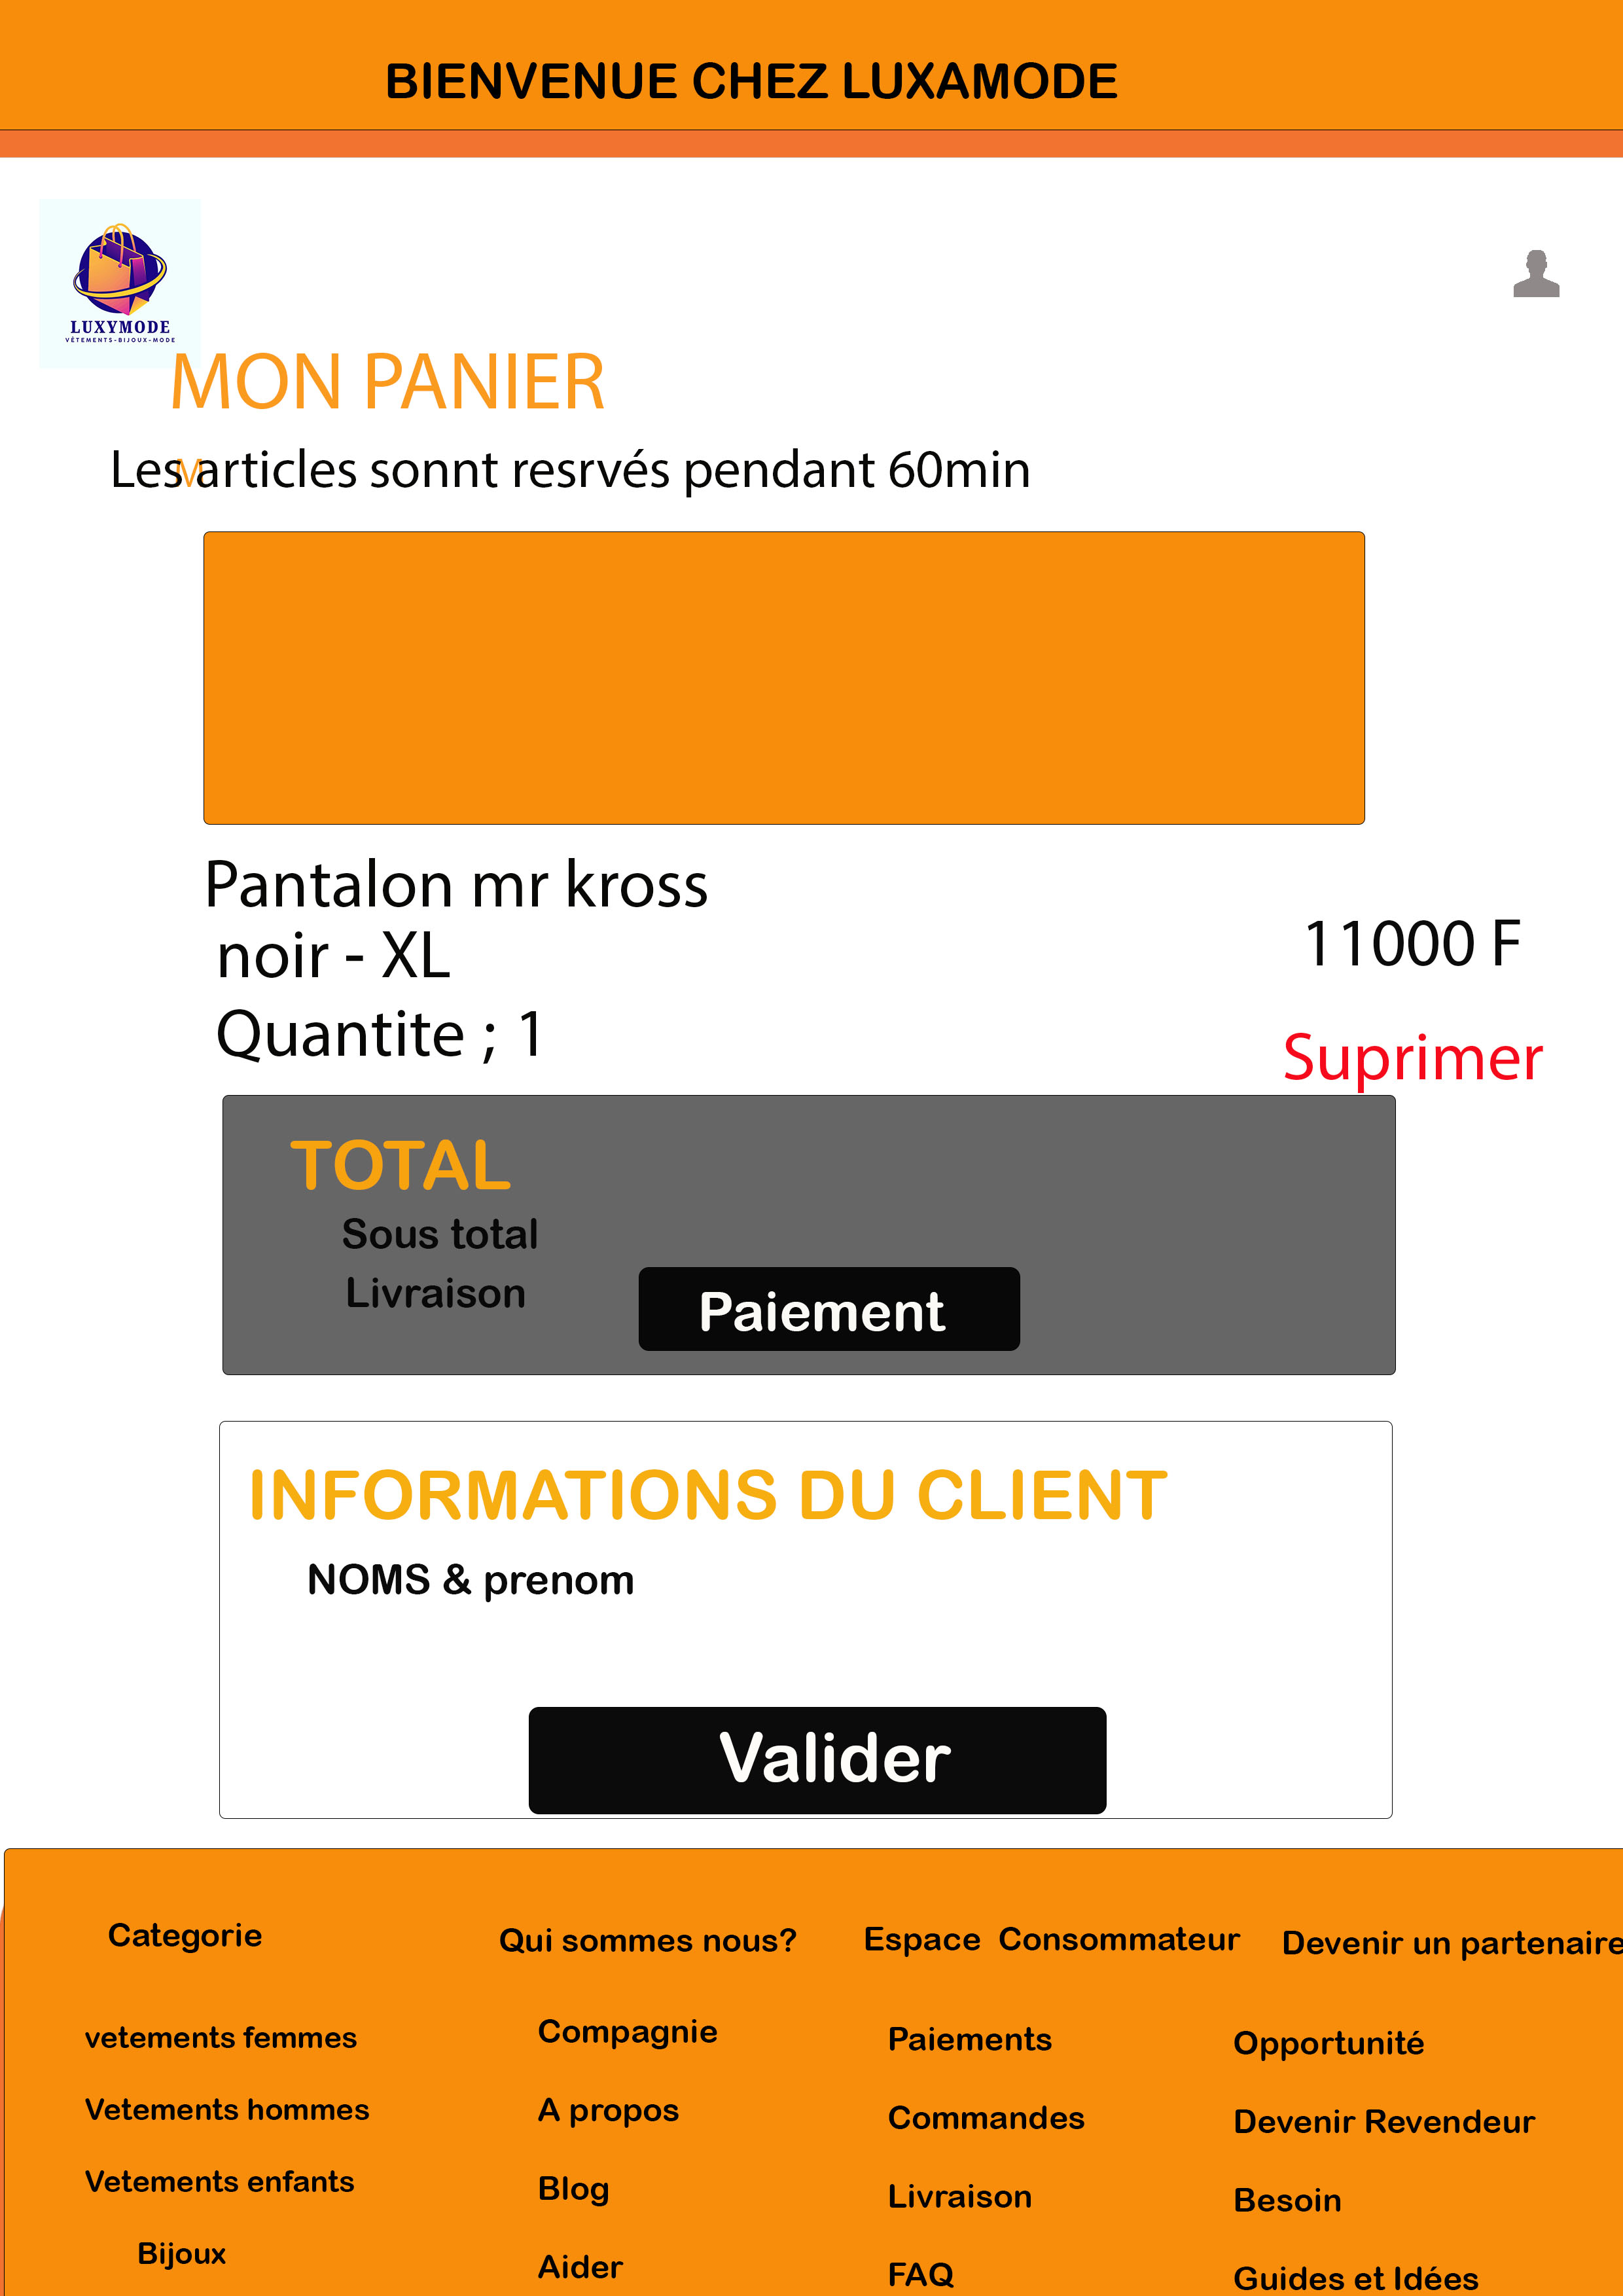 BIENVENUE CHEZ LUXAMODE
LUXYMODE
VÊTEMENTS-BIJOUX-MODE
MON PANIER
M
Les articles sonnt resrvés pendant 60min
Pantalon mr kross
noir - XL
11000 F
Quantite ; 1
Suprimer
TOTAL
Sous total
Livraison
Paiement
INFORMATIONS DU CLIENT
NOMS & prenom
Valider
Categorie
vetements femmes
Vetements hommes
Vetements enfants
Bijoux
Qui sommes nous?
Compagnie
A propos
Blog
Aider
Espace Consommateur
Paiements
Commandes
Livraison
FAQ
Devenir un partenaire
Opportunité
Devenir Revendeur
Besoin
Guides et Idées